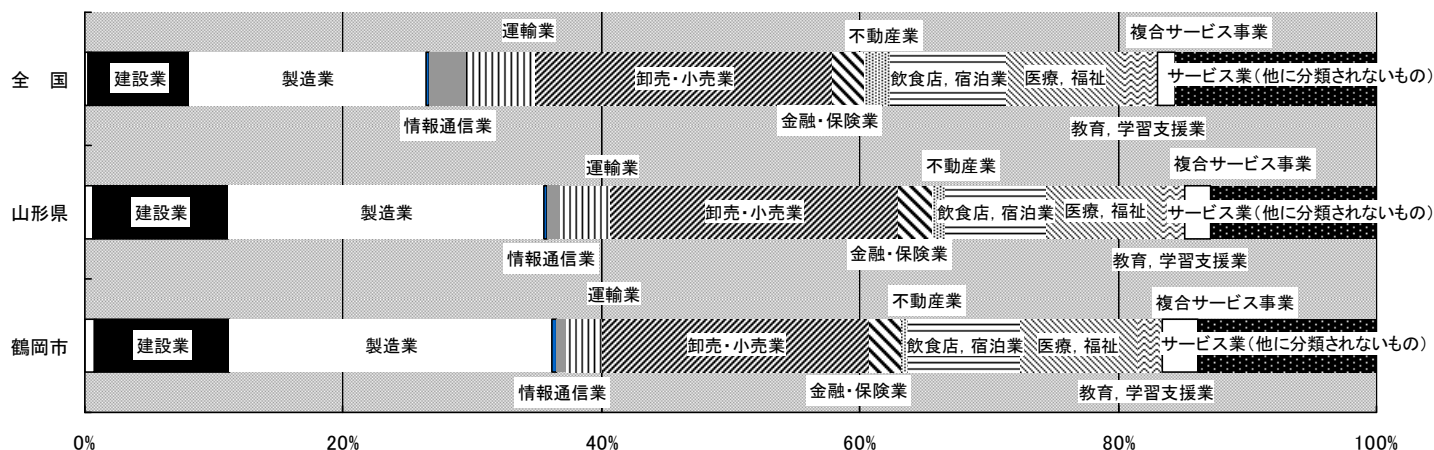 運輸業
不動産業
複合サービス事業
全 国
建設業
製造業
卸売・小売業
飲食店, 宿泊業
医療, 福祉
サービス業(他に分類されないもの)
情報通信業
金融・保険業
教育, 学習支援業
運輸業
不動産業
複合サービス事業
山形県
建設業
製造業
卸売・小売業
飲食店, 宿泊業
医療, 福祉
サービス業(他に分類されないもの)
情報通信業
金融・保険業
教育, 学習支援業
運輸業
不動産業
複合サービス事業
鶴岡市
建設業
製造業
卸売・小売業
飲食店, 宿泊業
医療, 福祉
サービス業(他に分類されないもの)
情報通信業
金融・保険業
教育, 学習支援業
0%
20%
40%
60%
80%
100%